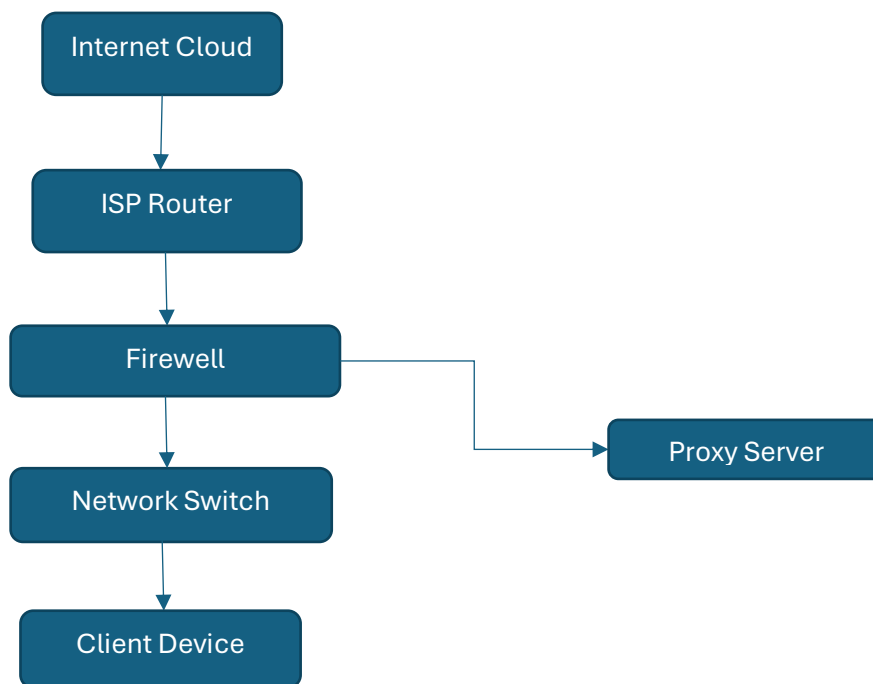 Internet Cloud
ISP Router
Firewell
Proxy Server
Network Switch
Client Device